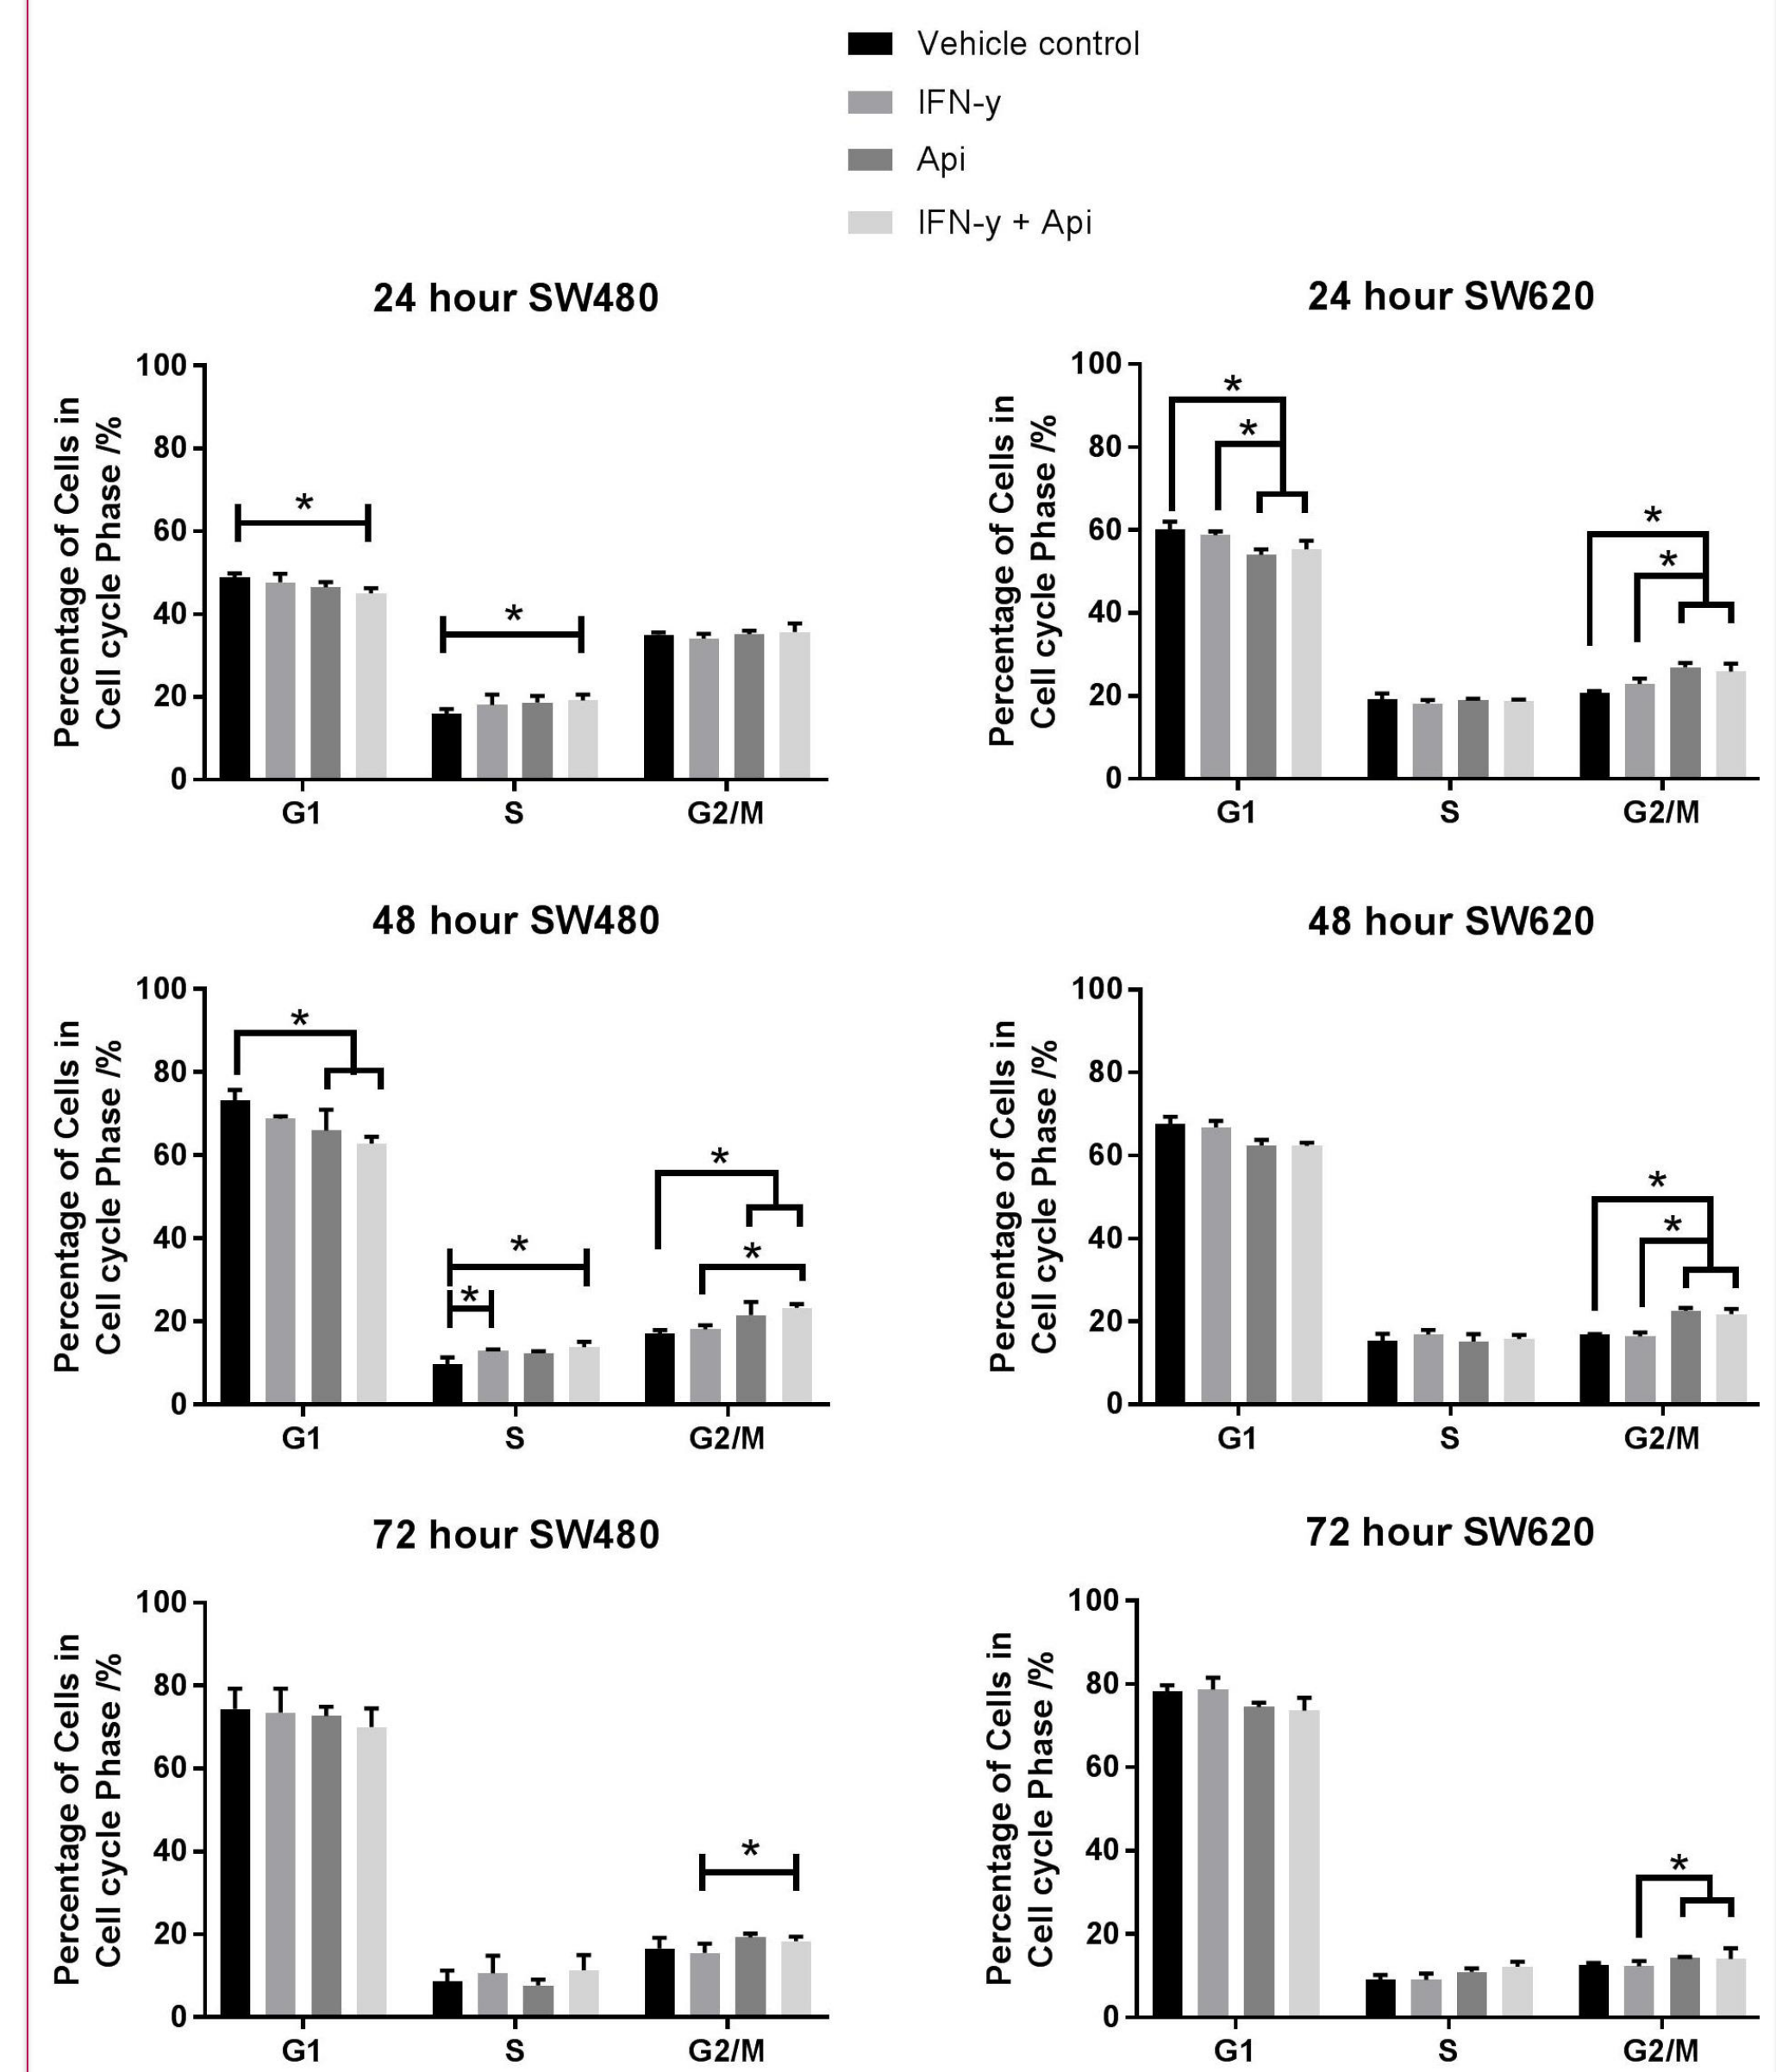 Vehicle control
IFN-y
Api
IFN-y + Api
24 hour SW480
Percentage of Cells in
Cell cycle Phase /%
100
80
60
40
20
0
*
*
G1
S
G2/M
24 hour SW620
Percentage of Cells in
Cell cycle Phase /%
100
80
60
40
20
0
*
*
*
*
G1
S
G2/M
48 hour SW480
Percentage of Cells in
Cell cycle Phase /%
100
80
60
40
20
0
*
*
*
*
*
G1
S
G2/M
48 hour SW620
Percentage of Cells in
Cell cycle Phase /%
100
80
60
40
20
0
*
*
G1
S
G2/M
72 hour SW480
Percentage of Cells in
Cell cycle Phase /%
100
80
60
40
20
0
*
G1
S
G2/M
72 hour SW620
Percentage of Cells in
Cell cycle Phase /%
100
80
60
40
20
0
*
G1
S
G2/M